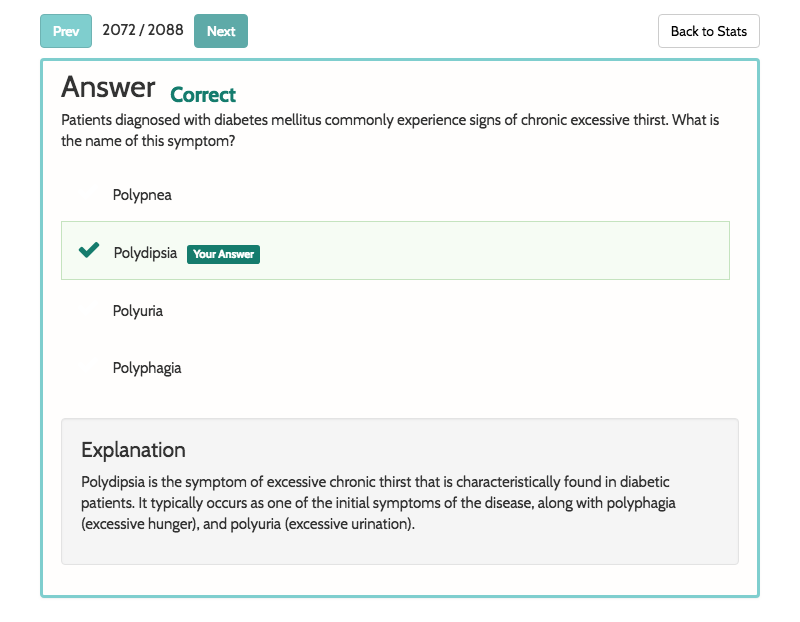 Prev 2072 / 2088 Next Back to Stats
Answer Correct
Patients diagnosed with diabetes mellitus commonly experience signs of chronic excessive thirst. What is
the name of this symptom?
Polypnea
Polydipsia Your Answer
Polyuria
Polyphagia
Explanation
Polydipsia is the symptom of excessive chronic thirst that is characteristically found in diabetic
patients. It typically occurs as one of the initial symptoms of the disease, along with polyphagia
(excessive hunger), and polyuria (excessive urination).